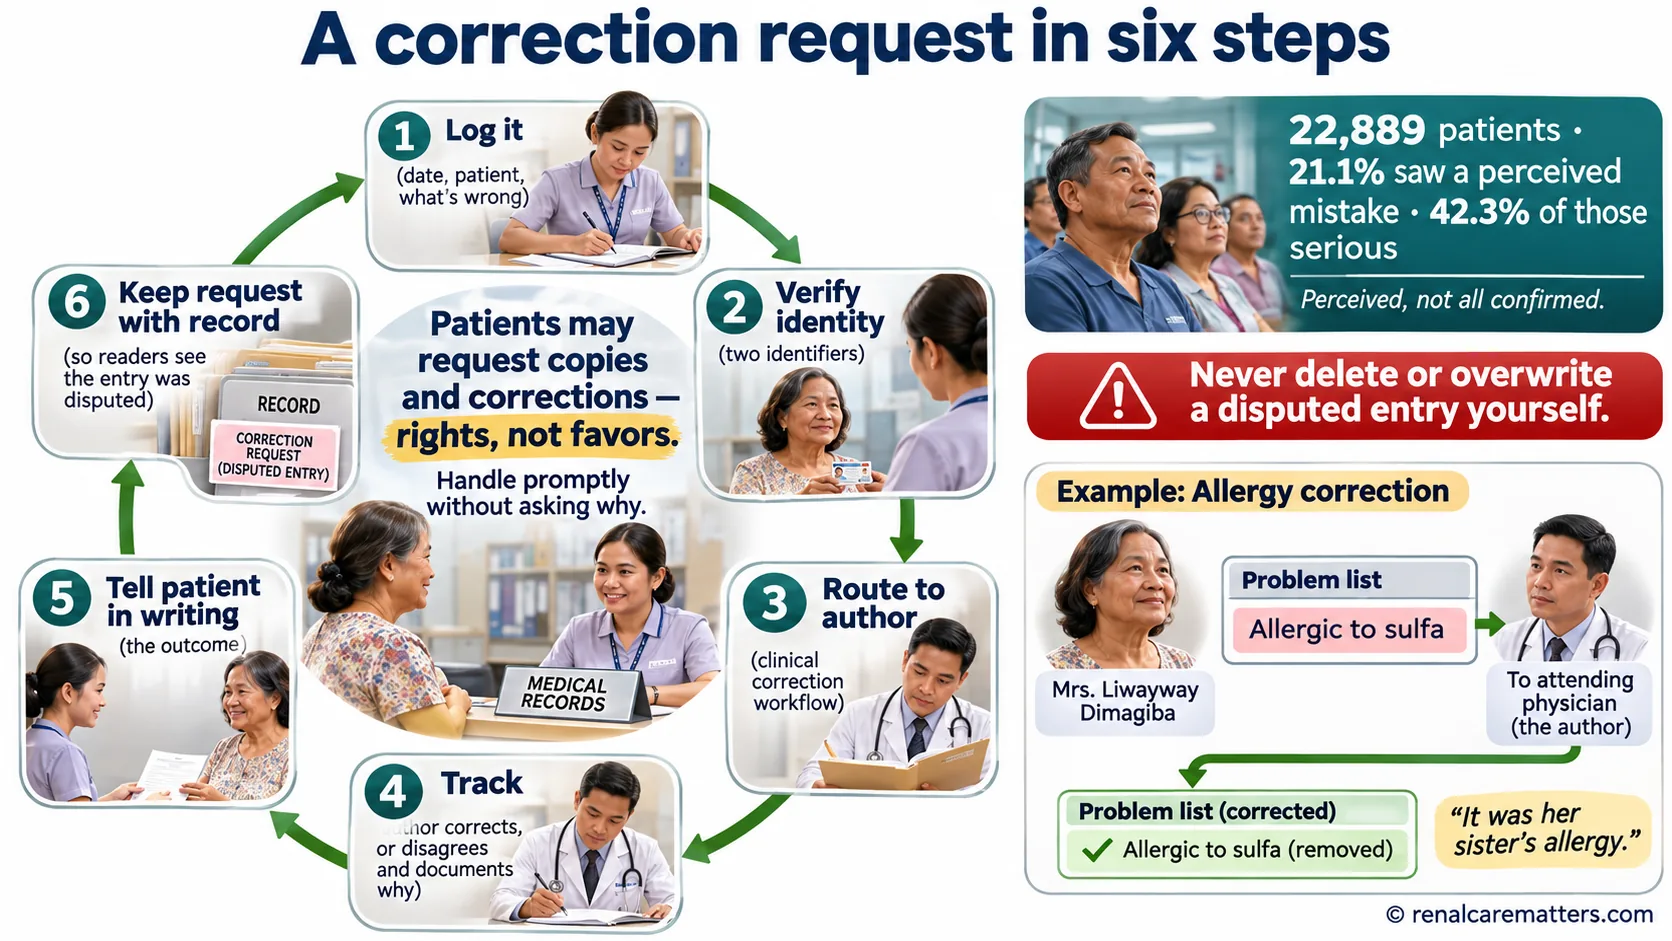 A correction request in six steps
1 Log it
(date, patient,
what's wrong)
2 Verify
identity
(two identifiers)
3 Route to
author
(clinical
correction
workflow)
4 Track
author corrects,
or disagrees
and documents
why)
5 Tell patient
in writing
(the outcome)
6 Keep request
with record
(so readers see
the entry was
disputed)
RECORD
CORRECTION
REQUEST
(DISPUTED ENTRY)
Patients may
request copies
and corrections —
rights, not favors.
Handle promptly
without asking why.
MEDICAL
RECORDS
22,889 patients ·
21.1% saw a perceived
mistake · 42.3% of those
serious
Perceived, not all confirmed.
Never delete or overwrite
a disputed entry yourself.
Example: Allergy correction
Mrs. Liwayway
Dimagiba
Problem list
Allergic to sulfa
To attending
physician
(the author)
Problem list (corrected)
Allergic to sulfa (removed)
"It was her
sister's allergy."
© renalcarematters.com